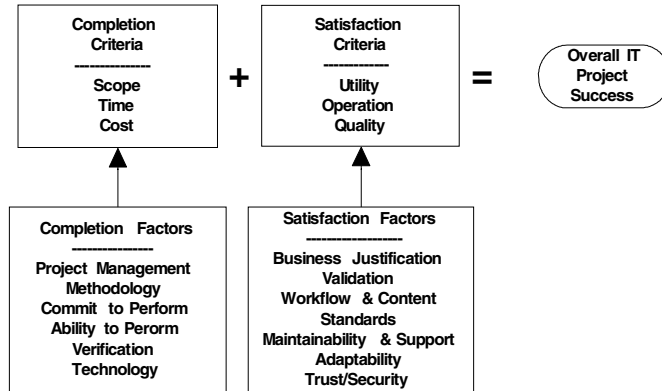 Completion
Criteria
---------------
Scope
Time
Cost
+
Satisfaction
Criteria
--------------
Utility
Operation
Quality
=
Overall IT
Project
Success
Completion Factors
----------------
Project Management
Methodology
Commit to Perform
Ability to Perorm
Verification
Technology
Satisfaction Factors
-------------------
Business Justification
Validation
Workflow & Content
Standards
Maintainability & Support
Adaptability
Trust/Security